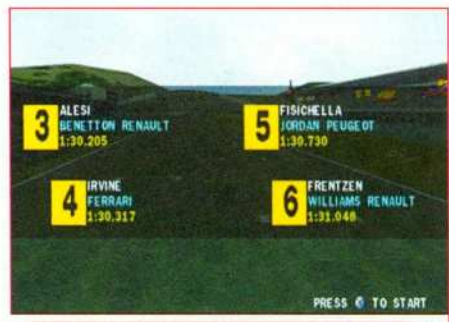 3
ALESI
BENETTON RENAULT
1:30.205
4
IRVINE
FERRARI
1:30.317
5
FISICHELLA
JORDAN PEUGEOT
1:30.730
6
FRENTZEN
WILLIAMS RENAULT
1:31.046
PRESS TO START